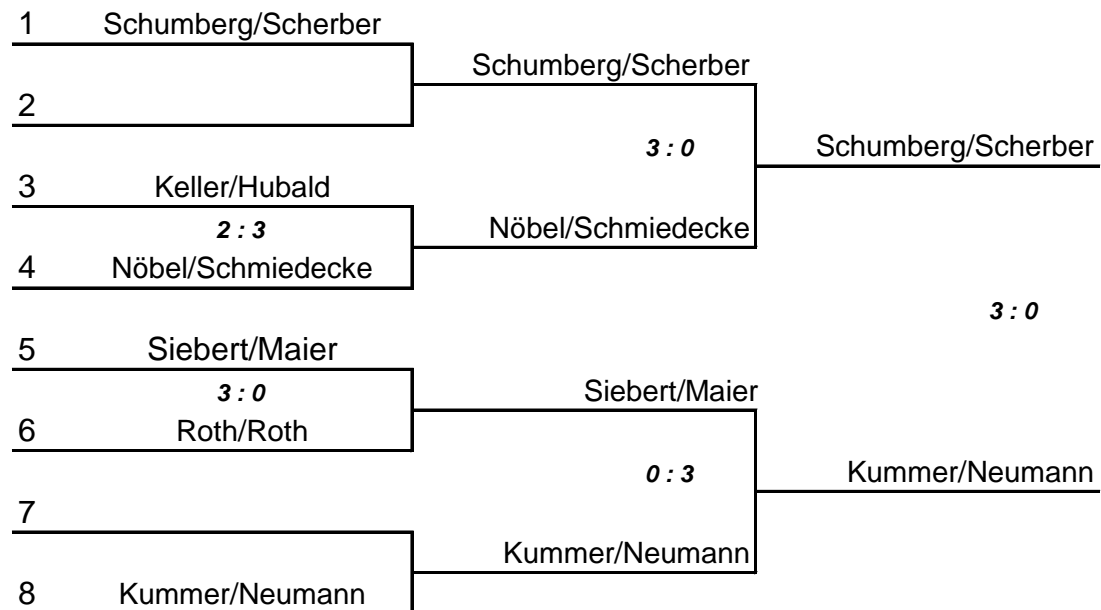 1 Schumberg/Scherber
Schumberg/Scherber
2
3 : 0 Schumberg/Scherber
3 Keller/Hubald
2 : 3 Nöbel/Schmiedecke
4 Nöbel/Schmiedecke
3 : 0
5 Siebert/Maier
3 : 0 Siebert/Maier
6 Roth/Roth
0 : 3 Kummer/Neumann
7
Kummer/Neumann
8 Kummer/Neumann